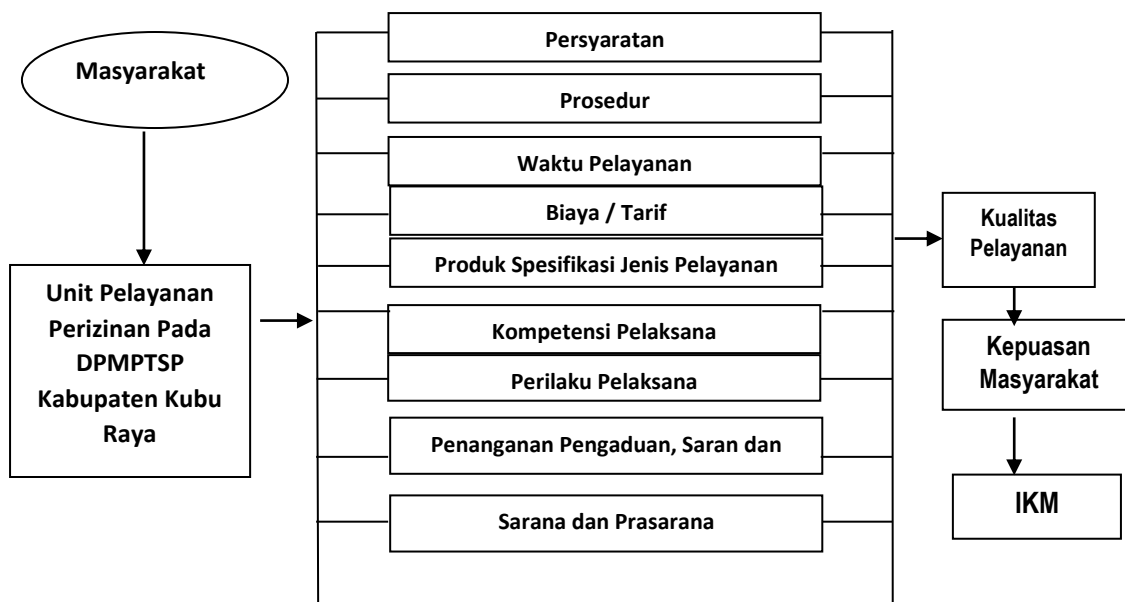 Masyarakat
Unit Pelayanan
Perizinan Pada
DPMPTSP
Kabupaten Kubu
Raya
Persyaratan
Prosedur
Waktu Pelayanan
Biaya / Tarif
Produk Spesifikasi Jenis Pelayanan
Kompetensi Pelaksana
Perilaku Pelaksana
Penanganan Pengaduan, Saran dan
Sarana dan Prasarana
Kualitas
Pelayanan
Kepuasan
Masyarakat
IKM